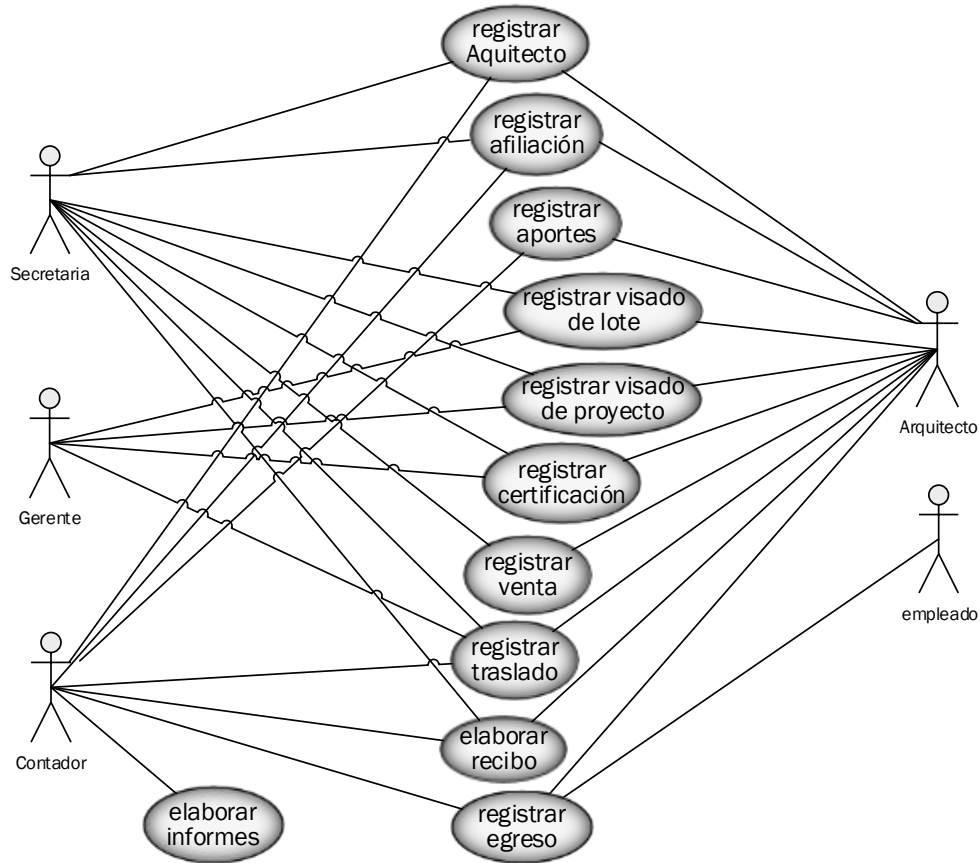 registrar
Aquitecto
registrar
afiliación
registrar
aportes
Secretaria
registrar visado
de lote
registrar visado
de proyecto
Arquitecto
registrar
certificación
Gerente
registrar
venta
empleado
registrar
traslado
elaborar
recibo
Contador
elaborar
informes
registrar
egreso